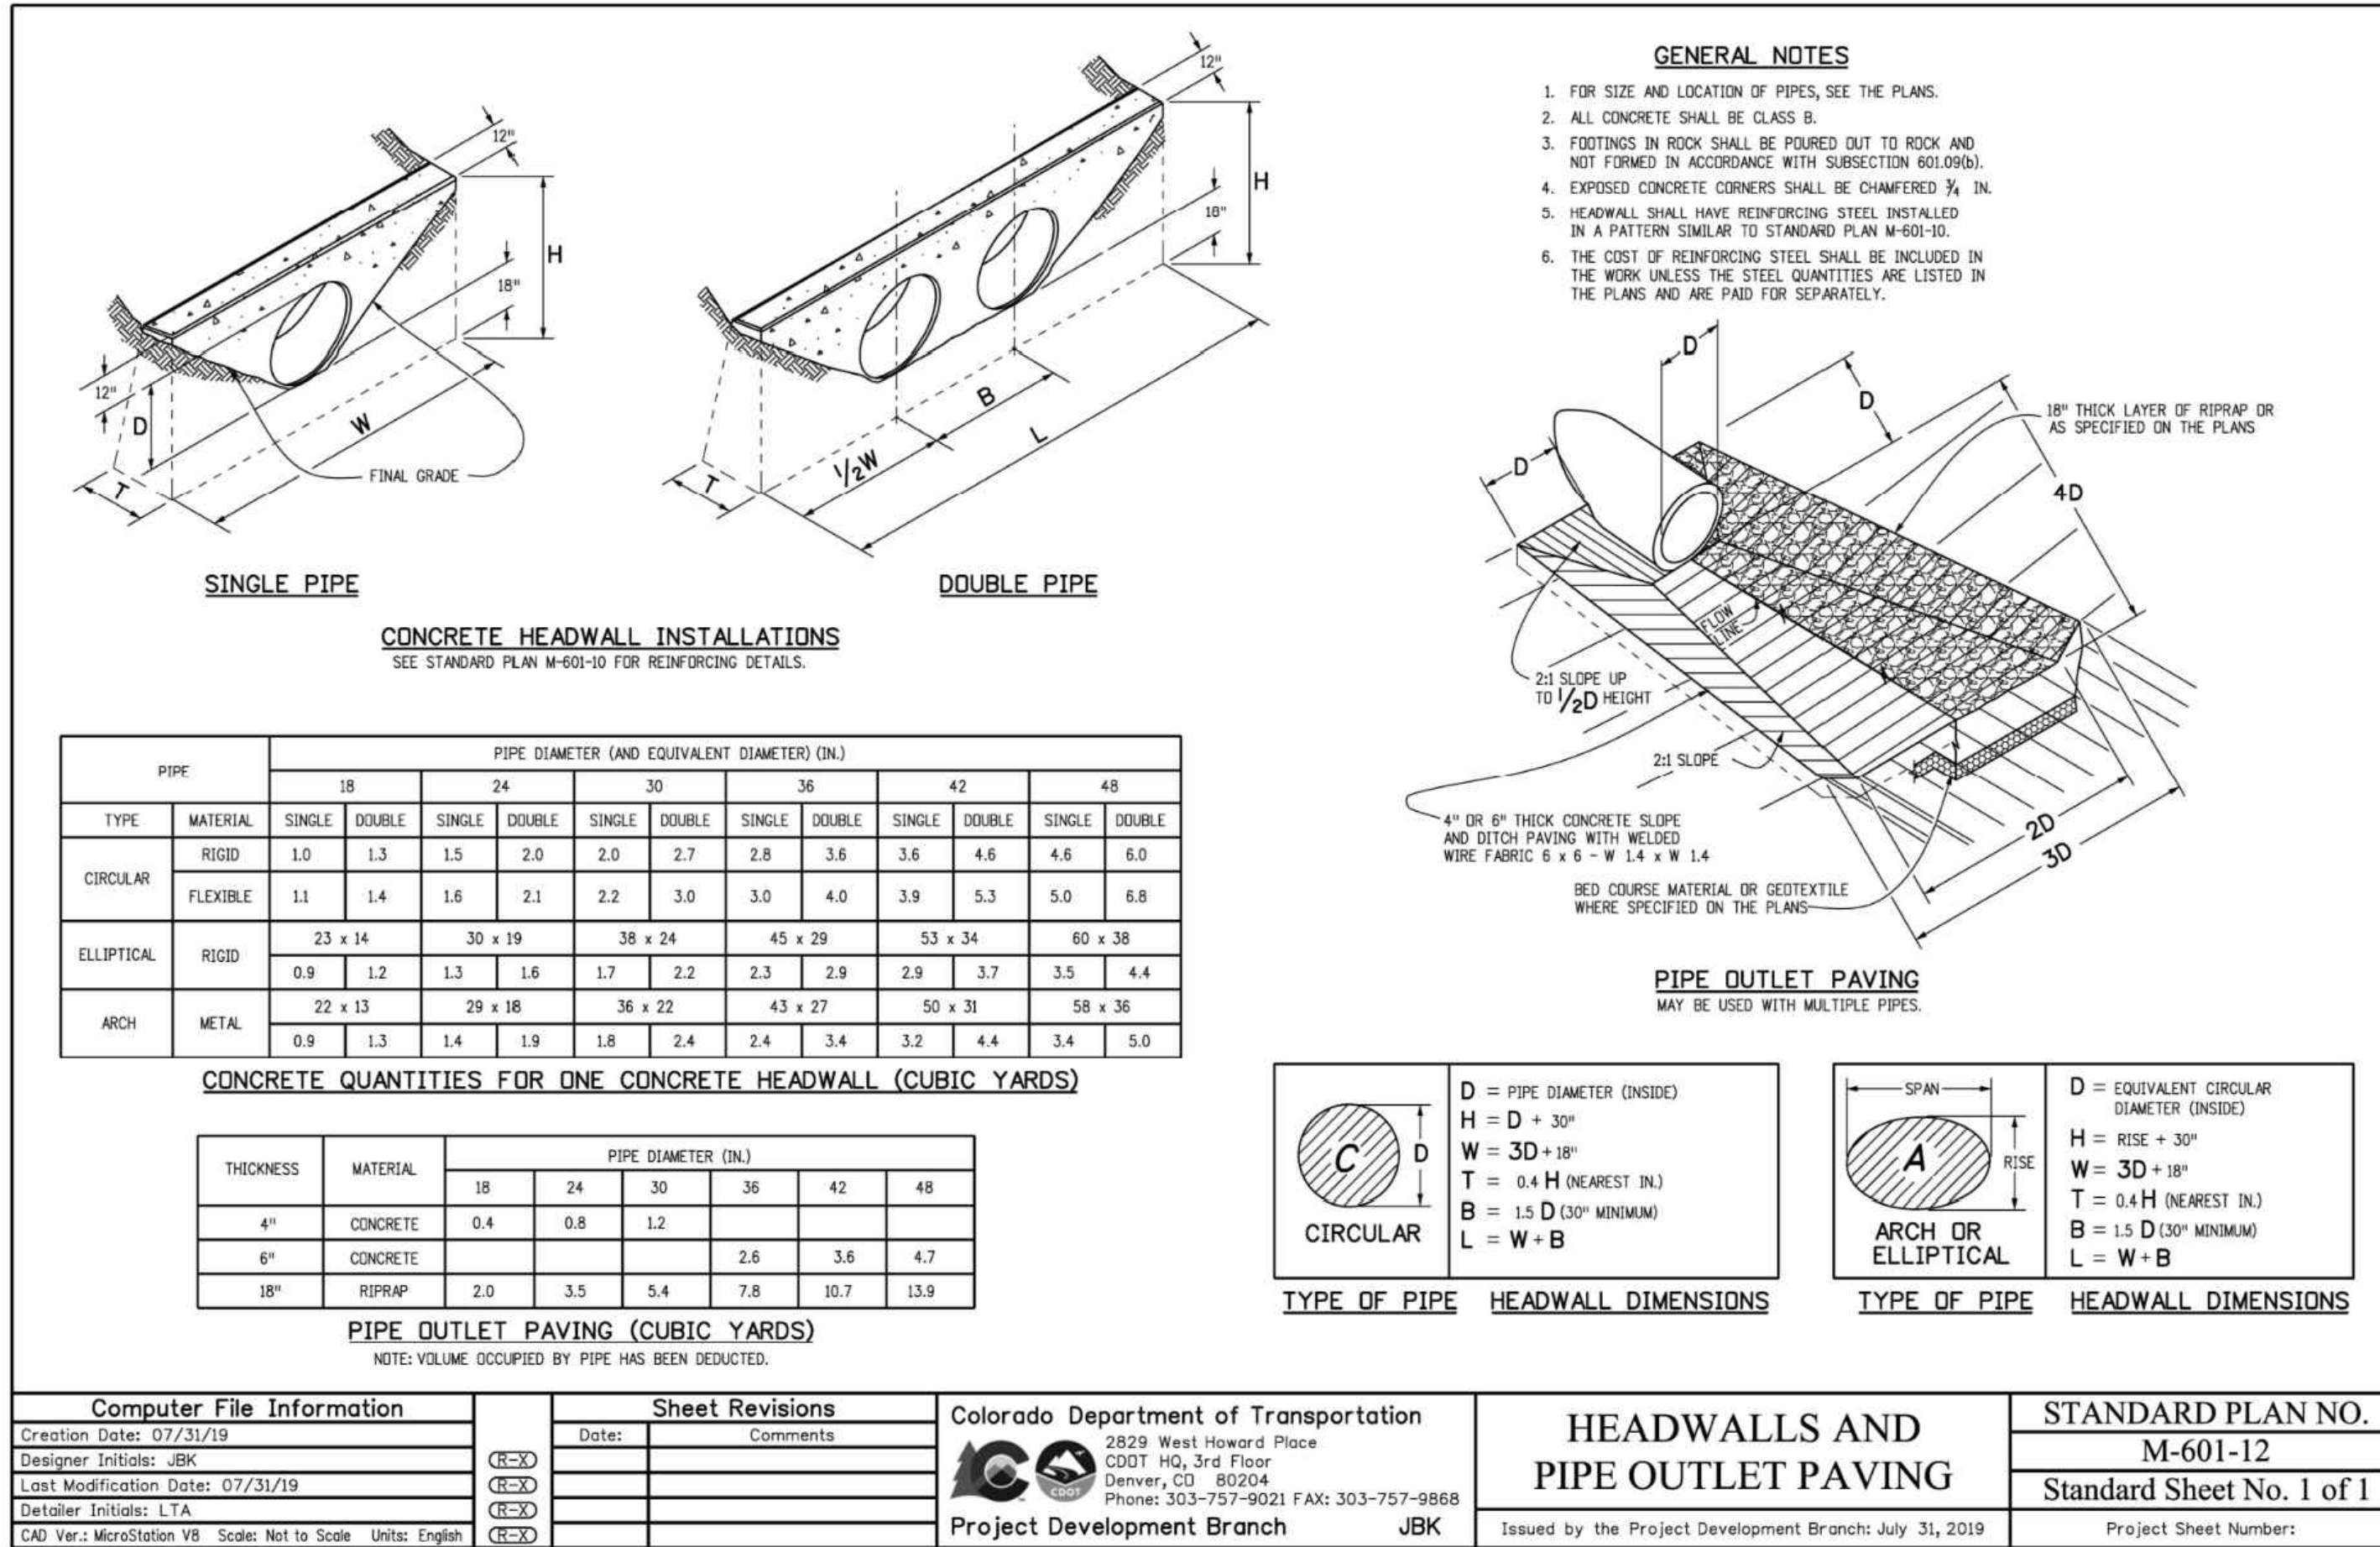 12"
H
18"
12"
D
T
W
FINAL GRADE
SINGLE PIPE
12"
H
18"
B
L
1/2W
T
DOUBLE PIPE
CONCRETE HEADWALL INSTALLATIONS
SEE STANDARD PLAN M-601-10 FOR REINFORCING DETAILS.
GENERAL NOTES
1. FOR SIZE AND LOCATION OF PIPES, SEE THE PLANS.
2. ALL CONCRETE SHALL BE CLASS B.
3. FOOTINGS IN ROCK SHALL BE POURED OUT TO ROCK AND
NOT FORMED IN ACCORDANCE WITH SUBSECTION 601.09(b).
4. EXPOSED CONCRETE CORNERS SHALL BE CHAMFERED 3/4 IN.
5. HEADWALL SHALL HAVE REINFORCING STEEL INSTALLED
IN A PATTERN SIMILAR TO STANDARD PLAN M-601-10.
6. THE COST OF REINFORCING STEEL SHALL BE INCLUDED IN
THE WORK UNLESS THE STEEL QUANTITIES ARE LISTED IN
THE PLANS AND ARE PAID FOR SEPARATELY.
D
D
D
18" THICK LAYER OF RIPRAP OR
AS SPECIFIED ON THE PLANS
4D
FLOW
LINE
2:1 SLOPE UP
TO 1/2D HEIGHT
2:1 SLOPE
4" OR 6" THICK CONCRETE SLOPE
AND DITCH PAVING WITH WELDED
WIRE FABRIC 6 x 6 - W 1.4 x W 1.4
2D
3D
BED COURSE MATERIAL OR GEOTEXTILE
WHERE SPECIFIED ON THE PLANS
PIPE OUTLET PAVING
MAY BE USED WITH MULTIPLE PIPES.
PIPE PIPE DIAMETER (AND EQUIVALENT DIAMETER) (IN.)
18 24 30 36 42 48
TYPE MATERIAL SINGLE DOUBLE SINGLE DOUBLE SINGLE DOUBLE SINGLE DOUBLE SINGLE DOUBLE SINGLE DOUBLE
CIRCULAR RIGID 1.0 1.3 1.5 2.0 2.0 2.7 2.8 3.6 3.6 4.6 4.6 6.0
FLEXIBLE 1.1 1.4 1.6 2.1 2.2 3.0 3.0 4.0 3.9 5.3 5.0 6.8
ELLIPTICAL RIGID 23 x 14 30 x 19 38 x 24 45 x 29 53 x 34 60 x 38
0.9 1.2 1.3 1.6 1.7 2.2 2.3 2.9 2.9 3.7 3.5 4.4
ARCH METAL 22 x 13 29 x 18 36 x 22 43 x 27 50 x 31 58 x 36
0.9 1.3 1.4 1.9 1.8 2.4 2.4 3.4 3.2 4.4 3.4 5.0
CONCRETE QUANTITIES FOR ONE CONCRETE HEADWALL (CUBIC YARDS)
THICKNESS MATERIAL PIPE DIAMETER (IN.)
18 24 30 36 42 48
4" CONCRETE 0.4 0.8 1.2
6" CONCRETE 2.6 3.6 4.7
18" RIPRAP 2.0 3.5 5.4 7.8 10.7 13.9
PIPE OUTLET PAVING (CUBIC YARDS)
NOTE: VOLUME OCCUPIED BY PIPE HAS BEEN DEDUCTED.
C
D
CIRCULAR
D = PIPE DIAMETER (INSIDE)
H = D + 30"
W = 3D + 18"
T = 0.4 H (NEAREST IN.)
B = 1.5 D (30" MINIMUM)
L = W + B
TYPE OF PIPE HEADWALL DIMENSIONS
SPAN
A
RISE
ARCH OR
ELLIPTICAL
D = EQUIVALENT CIRCULAR
DIAMETER (INSIDE)
H = RISE + 30"
W = 3D + 18"
T = 0.4 H (NEAREST IN.)
B = 1.5 D (30" MINIMUM)
L = W + B
TYPE OF PIPE HEADWALL DIMENSIONS
Computer File Information
Creation Date: 07/31/19
Designer Initials: JBK
Last Modification Date: 07/31/19
Detailer Initials: LTA
CAD Ver.: MicroStation V8 Scale: Not to Scale Units: English
R-X
R-X
R-X
R-X
Sheet Revisions
Date: Comments
Colorado Department of Transportation
CDOT
2829 West Howard Place
CDOT HQ, 3rd Floor
Denver, CO 80204
Phone: 303-757-9021 FAX: 303-757-9868
Project Development Branch JBK
HEADWALLS AND
PIPE OUTLET PAVING
Issued by the Project Development Branch: July 31, 2019
STANDARD PLAN NO.
M-601-12
Standard Sheet No. 1 of 1
Project Sheet Number: